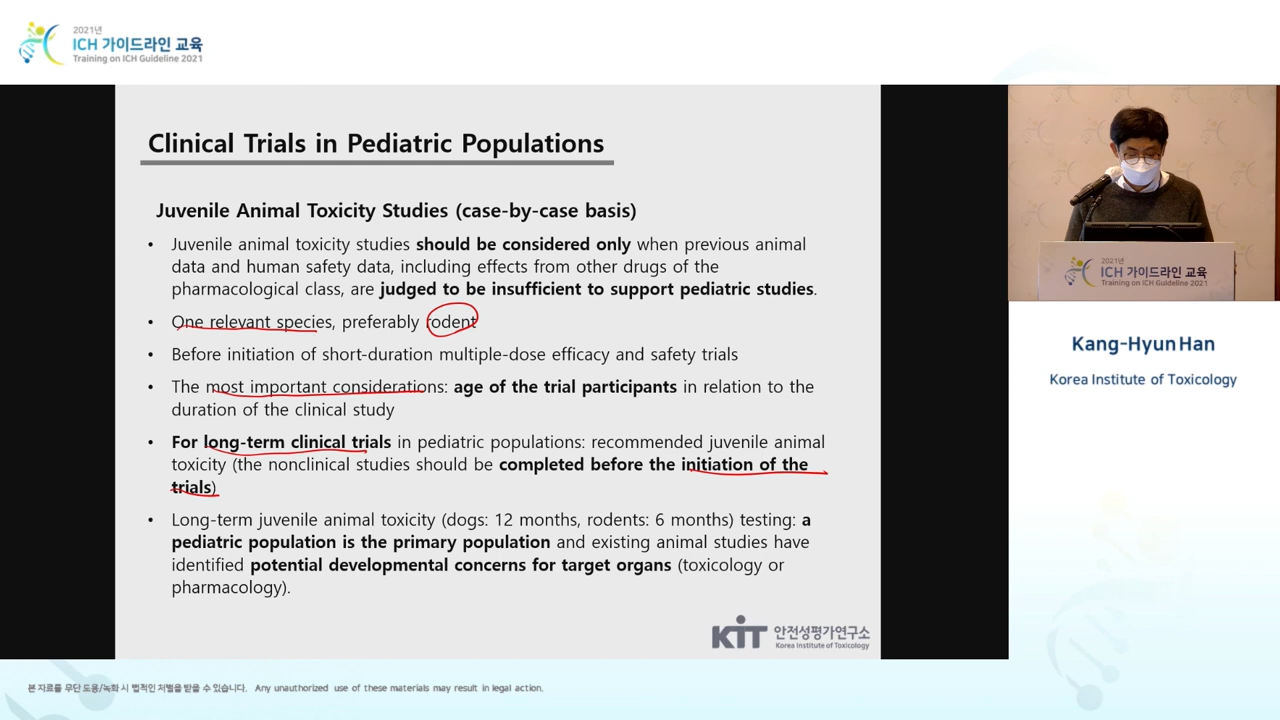 2021년
ICH 가이드라인 교육
Training on ICH Guideline 2021
Clinical Trials in Pediatric Populations
Juvenile Animal Toxicity Studies (case-by-case basis)
• Juvenile animal toxicity studies should be considered only when previous animal
data and human safety data, including effects from other drugs of the
pharmacological class, are judged to be insufficient to support pediatric studies.
• One relevant species, preferably rodent
• Before initiation of short-duration multiple-dose efficacy and safety trials
• The most important considerations: age of the trial participants in relation to the
duration of the clinical study
• For long-term clinical trials in pediatric populations: recommended juvenile animal
toxicity (the nonclinical studies should be completed before the initiation of the
trials)
• Long-term juvenile animal toxicity (dogs: 12 months, rodents: 6 months) testing: a
pediatric population is the primary population and existing animal studies have
identified potential developmental concerns for target organs (toxicology or
pharmacology).
KIT 안전성평가연구소
Korea Institute of Toxicology
2021년
ICH 가이드라인 교육
Training on ICH Guideline 2021
Kang-Hyun Han
Korea Institute of Toxicology
본 자료를 무단 도용/녹화 시 법적인 처벌을 받을 수 있습니다. Any unauthorized use of these materials may result in legal action.